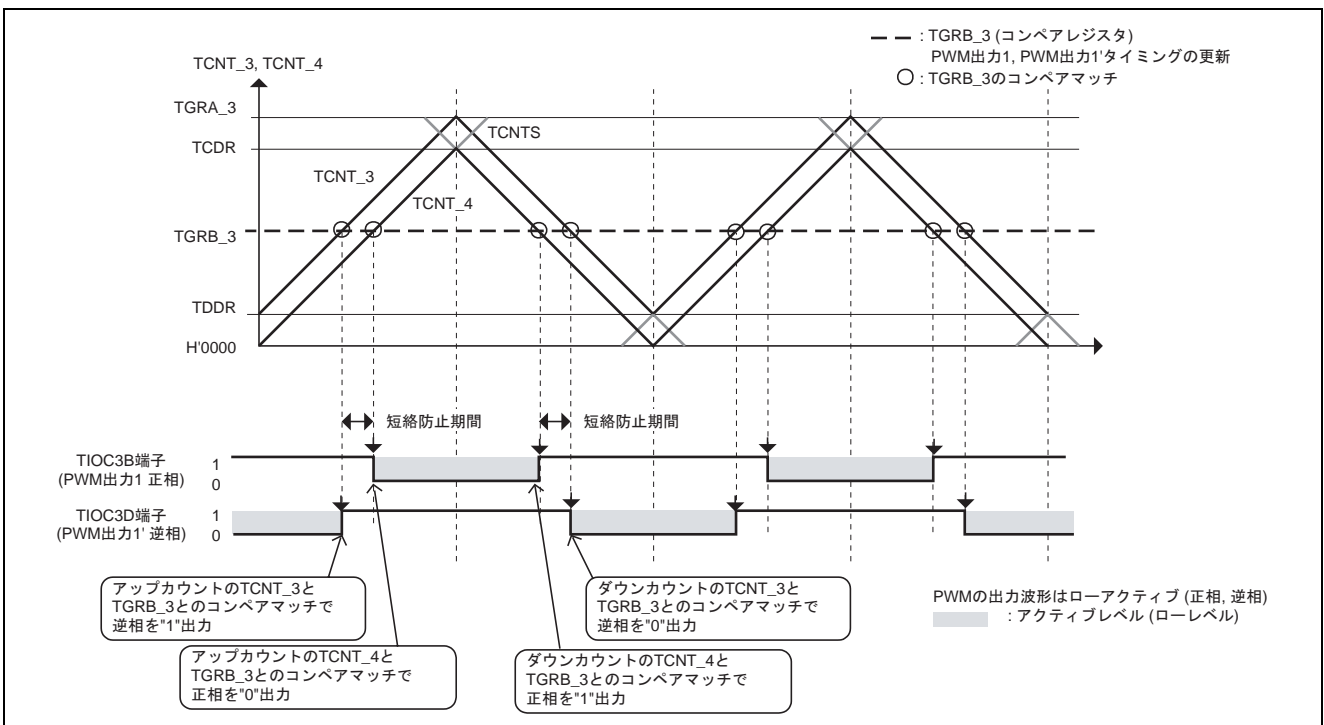 : TGRB_3 (コンペアレジスタ)
PWM出力1, PWM出力1'タイミングの更新
: TGRB_3のコンペアマッチ
TCNT_3, TCNT_4
TGRA_3
TCNTS
TCDR
TCNT_3
TCNT_4
TGRB_3
TDDR
H'0000
短絡防止期間
短絡防止期間
TIOC3B端子
(PWM出力1 正相)
1
0
TIOC3D端子
(PWM出力1' 逆相)
1
0
アップカウントのTCNT_3と
TGRB_3とのコンペアマッチで
逆相を"1"出力
ダウンカウントのTCNT_3と
TGRB_3とのコンペアマッチで
逆相を"0"出力
PWMの出力波形はローアクティブ (正相, 逆相)
: アクティブレベル (ローレベル)
アップカウントのTCNT_4と
TGRB_3とのコンペアマッチで
正相を"0"出力
ダウンカウントのTCNT_4と
TGRB_3とのコンペアマッチで
正相を"1"出力